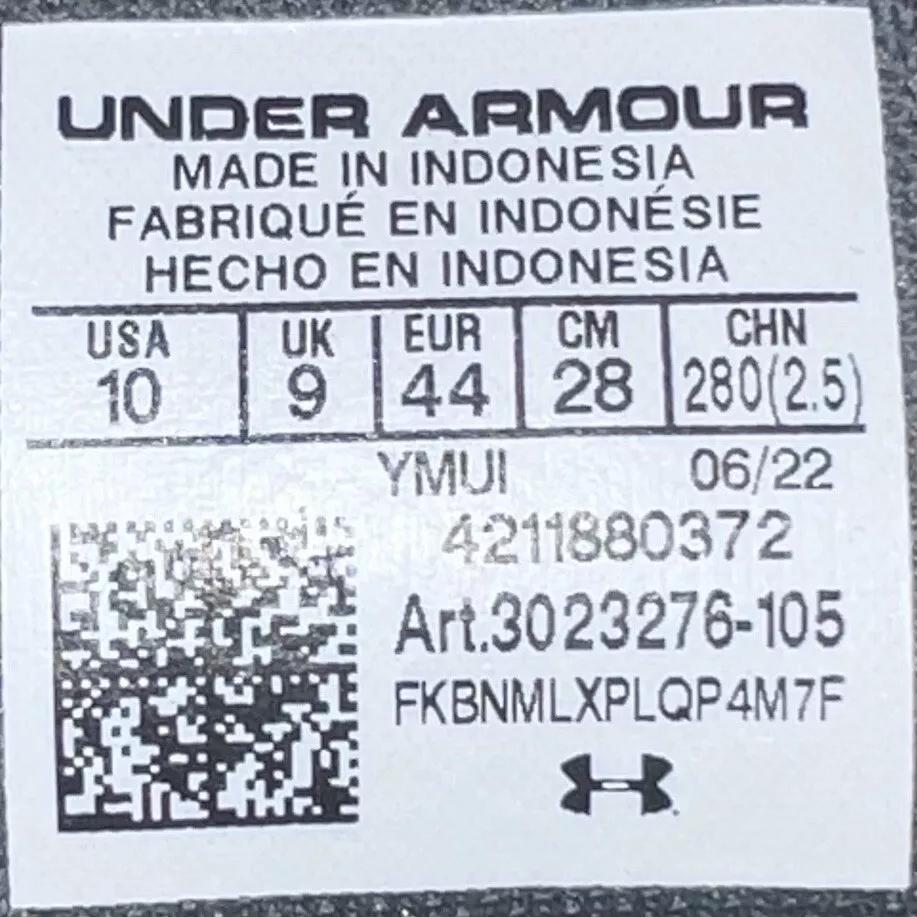 UNDER ARMOUR
MADE IN INDONESIA
FABRIQUÉ EN INDONÉSIE
HECHO EN INDONESIA
USA UK EUR CM CHN
10 9 44 28 280(2.5)
YMUI 06/22
4211880372
Art.3023276-105
FKBNMLXPLQP4M7F